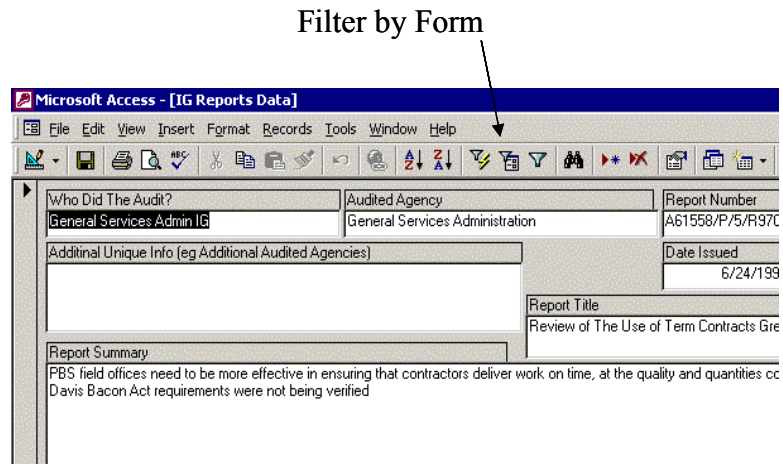 Filter by Form
Microsoft Access - [IG Reports Data]
File Edit View Insert Format Records Tools Window Help
Who Did The Audit? Audited Agency Report Number
General Services Admin IG General Services Administration A61558/P/5/R970
Additinal Unique Info (eg Additional Audited Agencies) Date Issued
6/24/199
Report Title
Review of The Use of Term Contracts Gre
Report Summary
PBS field offices need to be more effective in ensuring that contractors deliver work on time, at the quality and quantities co
Davis Bacon Act requirements were not being verified